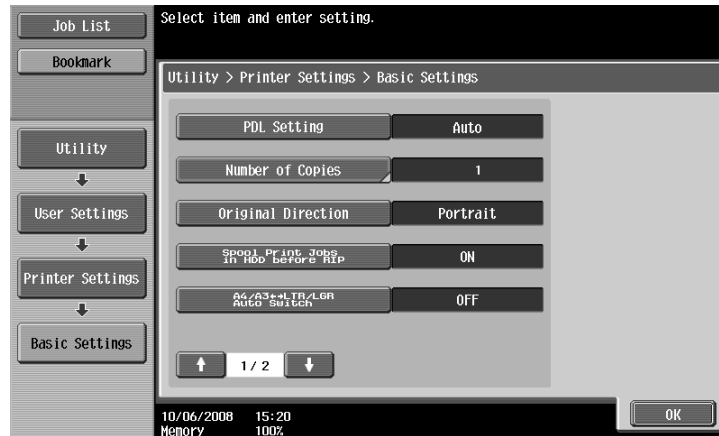 Job List
Bookmark
Utility
User Settings
Printer Settings
Basic Settings
Select item and enter setting.
Utility > Printer Settings > Basic Settings
PDL Setting Auto
Number of Copies 1
Original Direction Portrait
Spool Print Jobs
in HDD before RIP ON
A4/A3↔LTR/LGR
Auto Switch OFF
1/ 2
OK
10/06/2008 15:20
Memory 100%